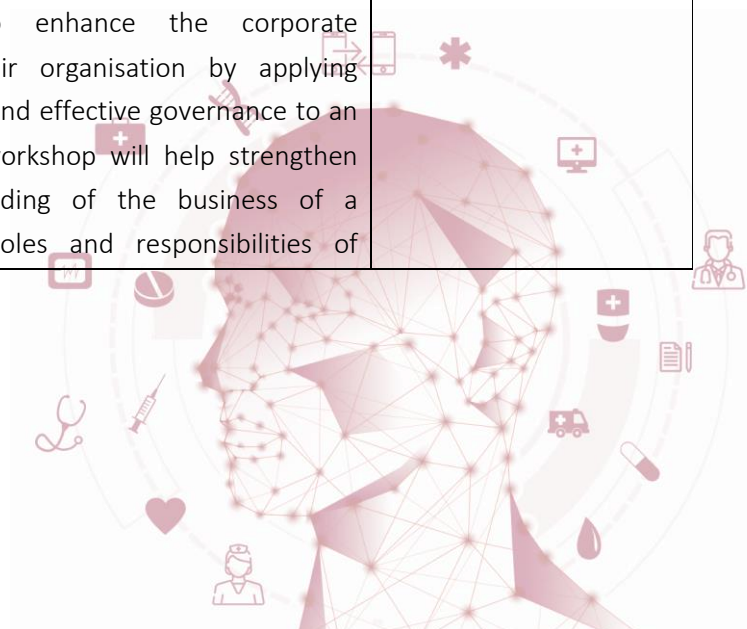 enhance the corporate
ir organisation by applying
nd effective governance to an
workshop will help strengthen
ding of the business of a
oles and responsibilities of